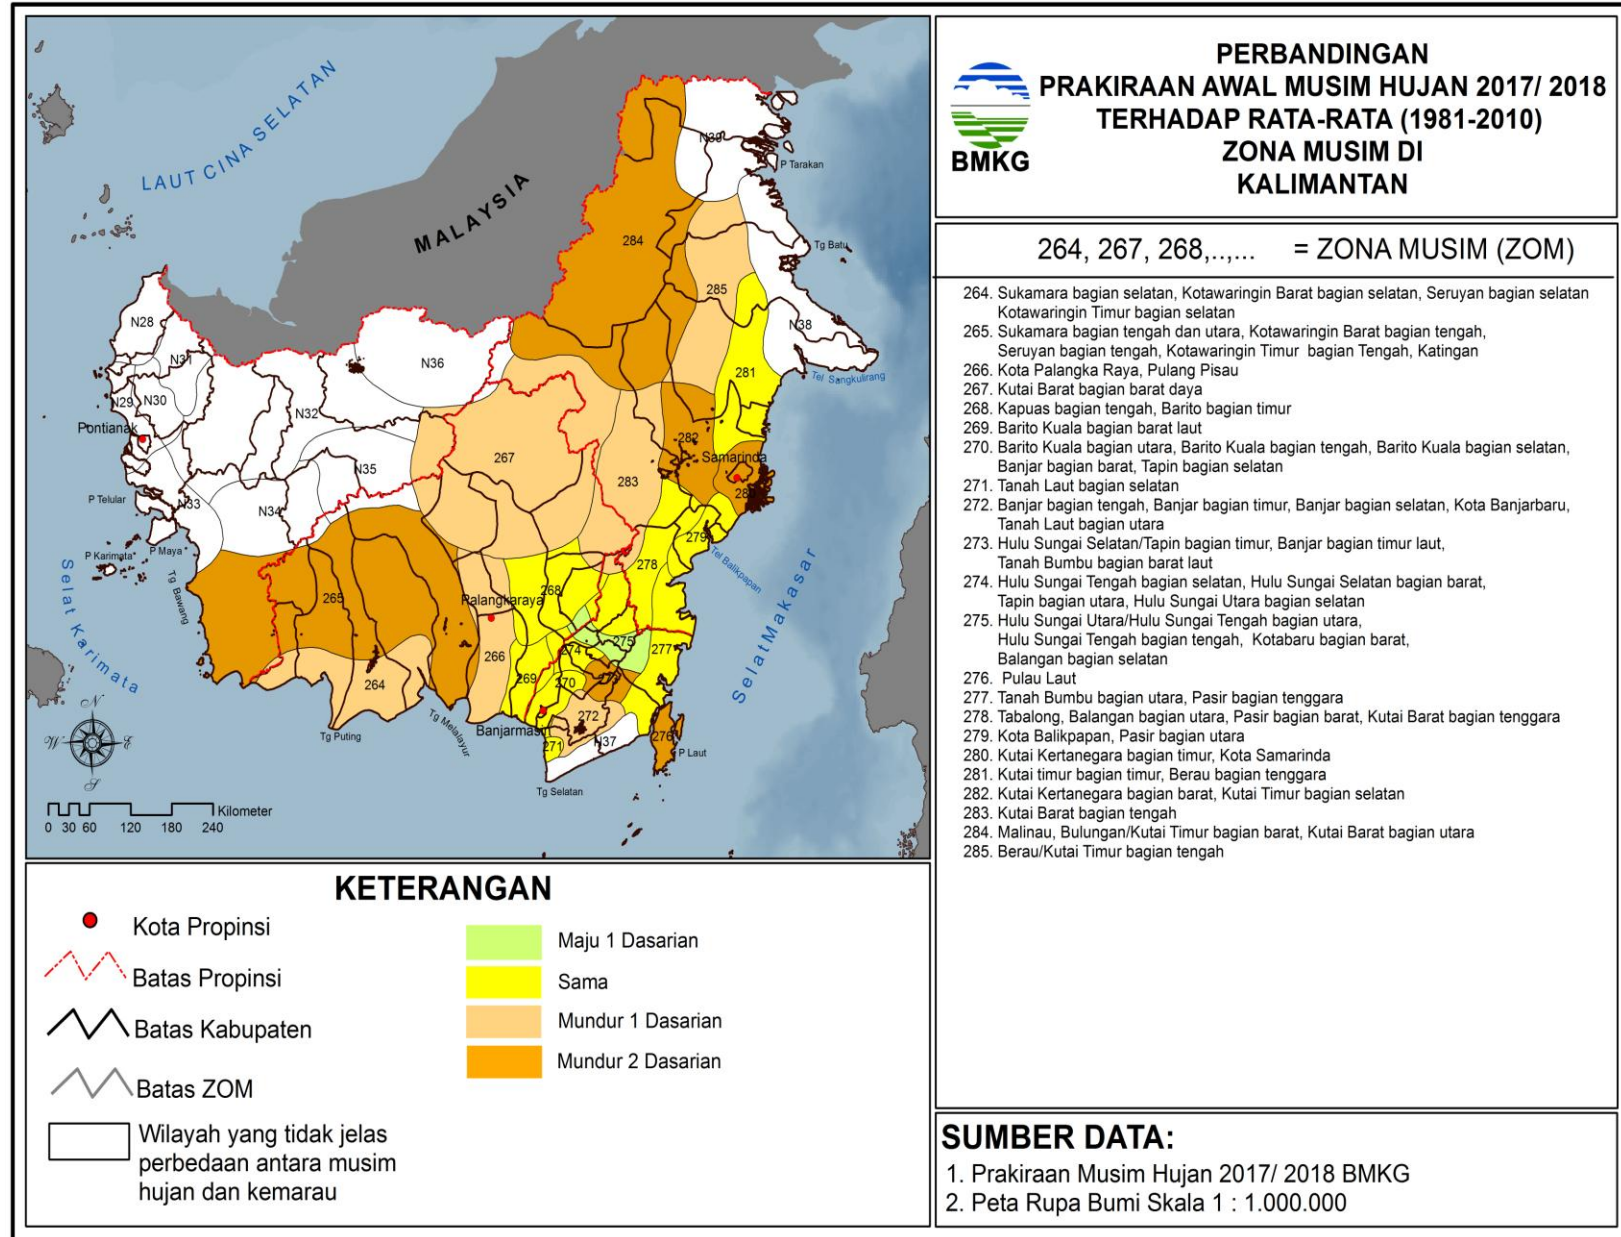 PERBANDINGAN
PRAKIRAAN AWAL MUSIM HUJAN 2017/ 2018
TERHADAP RATA-RATA (1981-2010)
ZONA MUSIM DI
KALIMANTAN
BMKG
264, 267, 268,..,... = ZONA MUSIM (ZOM)
264. Sukamara bagian selatan, Kotawaringin Barat bagian selatan, Seruyan bagian selatan
Kotawaringin Timur bagian selatan
265. Sukamara bagian tengah dan utara, Kotawaringin Barat bagian tengah,
Seruyan bagian tengah, Kotawaringin Timur bagian Tengah, Katingan
266. Kota Palangka Raya, Pulang Pisau
267. Kutai Barat bagian barat daya
268. Kapuas bagian tengah, Barito bagian timur
269. Barito Kuala bagian barat laut
270. Barito Kuala bagian utara, Barito Kuala bagian tengah, Barito Kuala bagian selatan,
Banjar bagian barat, Tapin bagian selatan
271. Tanah Laut bagian selatan
272. Banjar bagian tengah, Banjar bagian timur, Banjar bagian selatan, Kota Banjarbaru,
Tanah Laut bagian utara
273. Hulu Sungai Selatan/Tapin bagian timur, Banjar bagian timur laut,
Tanah Bumbu bagian barat laut
274. Hulu Sungai Tengah bagian selatan, Hulu Sungai Selatan bagian barat,
Tapin bagian utara, Hulu Sungai Utara bagian selatan
275. Hulu Sungai Utara/Hulu Sungai Tengah bagian utara,
Hulu Sungai Tengah bagian tengah, Kotabaru bagian barat,
Balangan bagian selatan
276. Pulau Laut
277. Tanah Bumbu bagian utara, Pasir bagian tenggara
278. Tabalong, Balangan bagian utara, Pasir bagian barat, Kutai Barat bagian tenggara
279. Kota Balikpapan, Pasir bagian utara
280. Kutai Kertanegara bagian timur, Kota Samarinda
281. Kutai timur bagian timur, Berau bagian tenggara
282. Kutai Kertanegara bagian barat, Kutai Timur bagian selatan
283. Kutai Barat bagian tengah
284. Malinau, Bulungan/Kutai Timur bagian barat, Kutai Barat bagian utara
285. Berau/Kutai Timur bagian tengah
SUMBER DATA:
1. Prakiraan Musim Hujan 2017/ 2018 BMKG
2. Peta Rupa Bumi Skala 1 : 1.000.000
LAUT CINA SELATAN
MALAYSIA
N39
P Tarakan
284
Tg Batu
285
N28
N38
N31
N36
281
Tel Sangkulirang
N29
N30
N32
Pontianak
282
Samarinda
267
N35
283
P Telular
N33
N34
279
P Karimata
P Maya
278
Tel Balikpapan
Selat Karimata
Tg Bawang
268
265
Palangkaraya
Selat Makasar
275
277
274
266
264
269
270
272
Tg Melalayur
Banjarmasin
N37
276
271
Tg Puting
P Laut
Tg Selatan
N
W
E
S
Kilometer
0 30 60 120 180 240
KETERANGAN
Kota Propinsi
Batas Propinsi
Batas Kabupaten
Batas ZOM
Wilayah yang tidak jelas
perbedaan antara musim
hujan dan kemarau
Maju 1 Dasarian
Sama
Mundur 1 Dasarian
Mundur 2 Dasarian